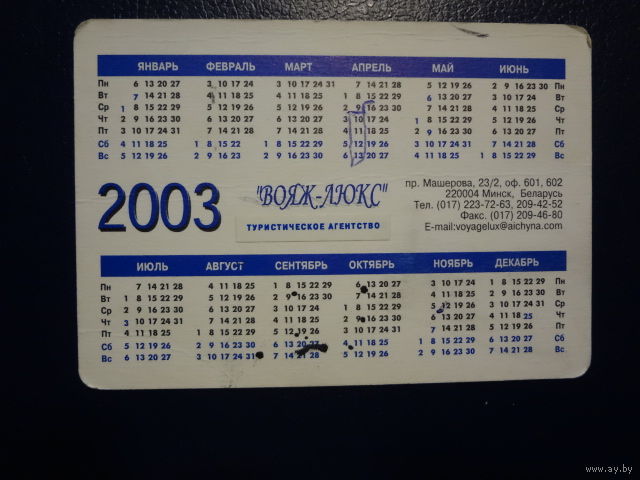 ЯНВАРЬ ФЕВРАЛЬ МАРТ АПРЕЛЬ МАЙ ИЮНЬ
Пн 6 13 20 27 3 10 17 24 3 10 17 24 31 7 14 21 28 5 12 19 26 2 9 16 23 30 Пн
Вт 7 14 21 28 4 11 18 25 4 11 18 25 1 8 15 22 29 6 13 20 27 3 10 17 24 Вт
Ср 1 8 15 22 29 5 12 19 26 5 12 19 26 2 9 16 23 30 7 14 21 28 4 11 18 25 Ср
Чт 2 9 16 23 30 6 13 20 27 6 13 20 27 3 10 17 24 1 8 15 22 29 5 12 19 26 Чт
Пт 3 10 17 24 31 7 14 21 28 7 14 21 28 4 11 18 25 2 9 16 23 30 6 13 20 27 Пт
Сб 4 11 18 25 1 8 15 22 1 8 15 22 29 5 12 19 26 3 10 17 24 31 7 14 21 28 Сб
Вс 5 12 19 26 2 9 16 23 2 9 16 23 30 6 13 20 27 4 11 18 25 1 8 15 22 29 Вс
2003
"ВОЯЖ-ЛЮКС"
ТУРИСТИЧЕСКОЕ АГЕНТСТВО
пр. Машерова, 23/2, оф. 601, 602
220004 Минск, Беларусь
Тел. (017) 223-72-63, 209-42-52
Факс. (017) 209-46-80
E-mail:voyagelux@aichyna.com
ИЮЛЬ АВГУСТ СЕНТЯБРЬ ОКТЯБРЬ НОЯБРЬ ДЕКАБРЬ
Пн 7 14 21 28 4 11 18 25 1 8 15 22 29 6 13 20 27 3 10 17 24 1 8 15 22 29 Пн
Вт 1 8 15 22 29 5 12 19 26 2 9 16 23 30 7 14 21 28 4 11 18 25 2 9 16 23 30 Вт
Ср 2 9 16 23 30 6 13 20 27 3 10 17 24 1 8 15 22 29 5 12 19 26 3 10 17 24 31 Ср
Чт 3 10 17 24 31 7 14 21 28 4 11 18 25 2 9 16 23 30 6 13 20 27 4 11 18 25 Чт
Пт 4 11 18 25 1 8 15 22 29 5 12 19 26 3 10 17 24 31 7 14 21 28 5 12 19 26 Пт
Сб 5 12 19 26 2 9 16 23 30 6 13 20 27 4 11 18 25 1 8 15 22 29 6 13 20 27 Сб
Вс 6 13 20 27 3 10 17 24 31 7 14 21 28 5 12 19 26 2 9 16 23 30 7 14 21 28 Вс
www.ay.by